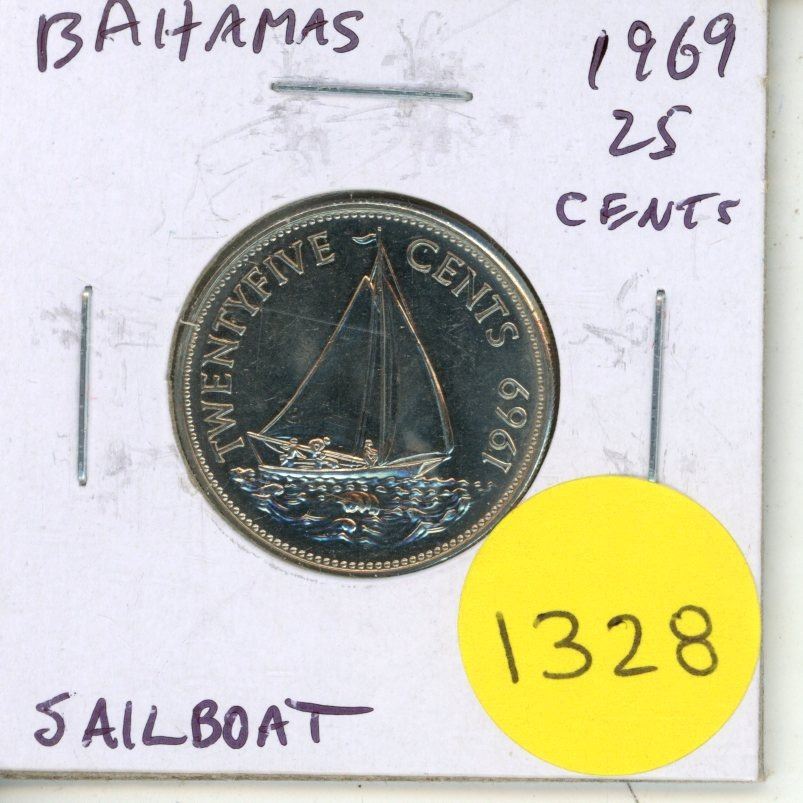 BAHAMAS
1969
25
CENTS
TWENTYFIVE CENTS 1969
1328
SAILBOAT